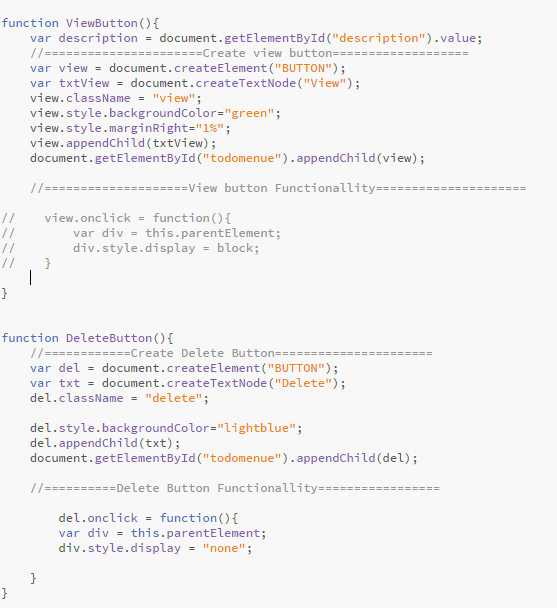 function ViewButton(){
    var description = document.getElementById("description").value;
    //======================Create view button===================
    var view = document.createElement("BUTTON");
    var txtView = document.createTextNode("View");
    view.className = "view";
    view.style.backgroundColor="green";
    view.style.marginRight="1%";
    view.appendChild(txtView);
    document.getElementById("todomenue").appendChild(view);
    //====================View button Functionallity=====================
//    view.onclick = function(){
//        var div = this.parentElement;
//        div.style.display = block;
//    }
}
function DeleteButton(){
    //============Create Delete Button======================
    var del = document.createElement("BUTTON");
    var txt = document.createTextNode("Delete");
    del.className = "delete";
    del.style.backgroundColor="lightblue";
    del.appendChild(txt);
    document.getElementById("todomenue").appendChild(del);
    //==========Delete Button Functionallity=================
        del.onclick = function(){
        var div = this.parentElement;
        div.style.display = "none";
    }
}